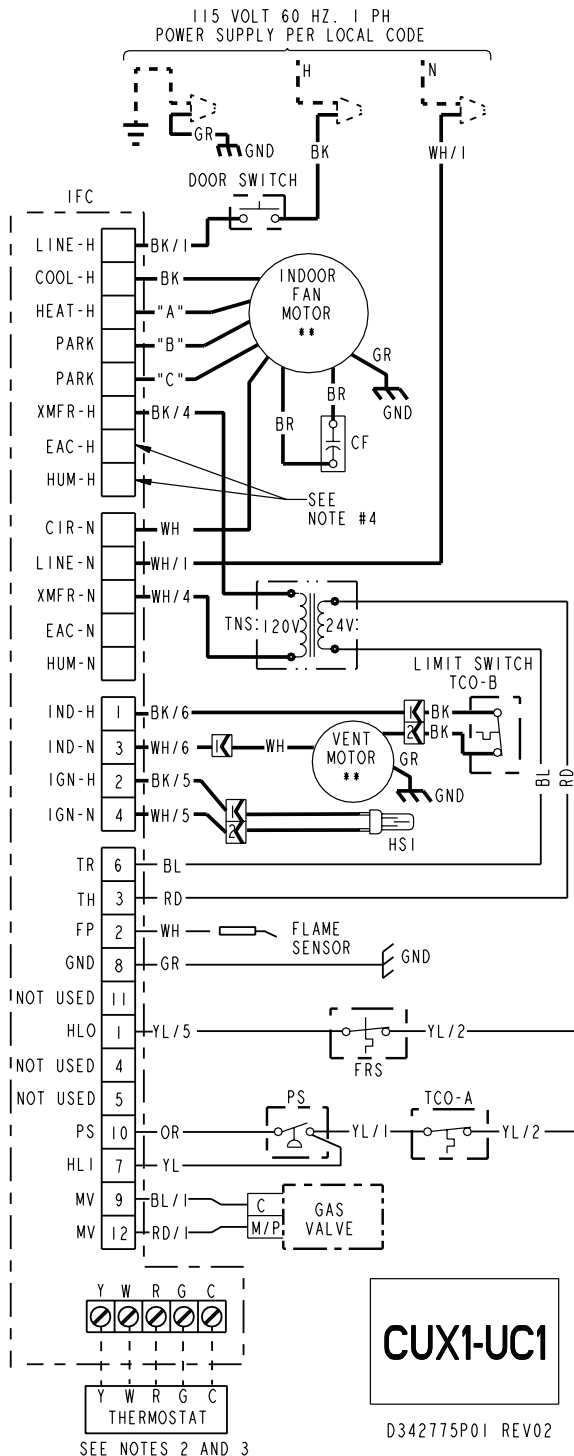 115 VOLT 60 HZ. 1 PH
POWER SUPPLY PER LOCAL CODE
H
N
GR
GND
BK
WH/1
DOOR SWITCH
IFC
LINE-H BK/1
COOL-H BK
HEAT-H "A"
PARK "B"
PARK "C"
XMFR-H BK/4
EAC-H
HUM-H
INDOOR
FAN
MOTOR
**
GR
GND
BR
BR
CF
SEE
NOTE #4
CIR-N WH
LINE-N WH/1
XMFR-N WH/4
EAC-N
HUM-N
TNS: 120V 24V
LIMIT SWITCH
TCO-B
IND-H 1 BK/6 1 BK
2 BK
IND-N 3 WH/6 1 WH
VENT
MOTOR
**
GR
GND
IGN-H 2 BK/5 1
IGN-N 4 WH/5 2
HSI
BL
RD
TR 6 BL
TH 3 RD
FP 2 WH
FLAME
SENSOR
GND 8 GR GND
NOT USED 11
HLO 1 YL/5 YL/2
FRS
NOT USED 4
NOT USED 5
PS TCO-A
PS 10 OR YL/1 YL/2
HLI 7 YL
MV 9 BL/1 C
MV 12 RD/1 M/P
GAS
VALVE
Y W R G C
Y W R G C
THERMOSTAT
SEE NOTES 2 AND 3
CUX1-UC1
D342775P01 REV02